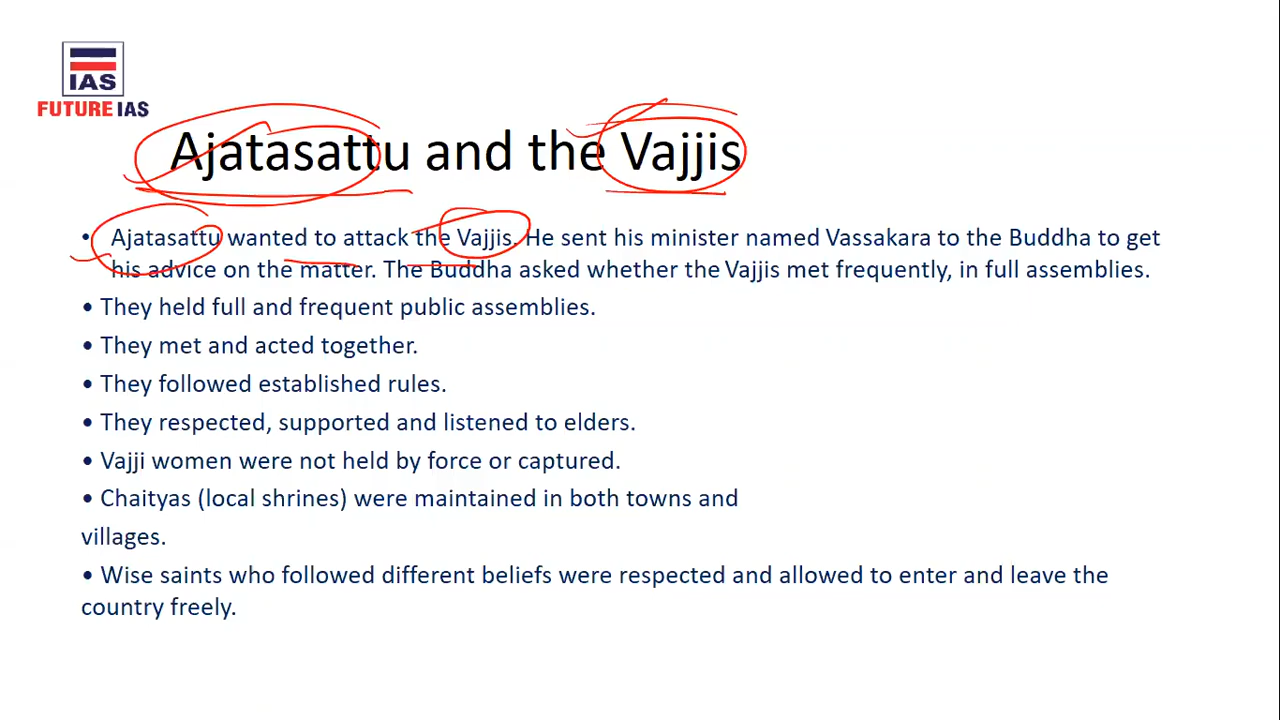 IAS
FUTURE IAS
Ajatasattu and the Vajjis
• Ajatasattu wanted to attack the Vajjis. He sent his minister named Vassakara to the Buddha to get
his advice on the matter. The Buddha asked whether the Vajjis met frequently, in full assemblies.
• They held full and frequent public assemblies.
• They met and acted together.
• They followed established rules.
• They respected, supported and listened to elders.
• Vajji women were not held by force or captured.
• Chaityas (local shrines) were maintained in both towns and
villages.
• Wise saints who followed different beliefs were respected and allowed to enter and leave the
country freely.